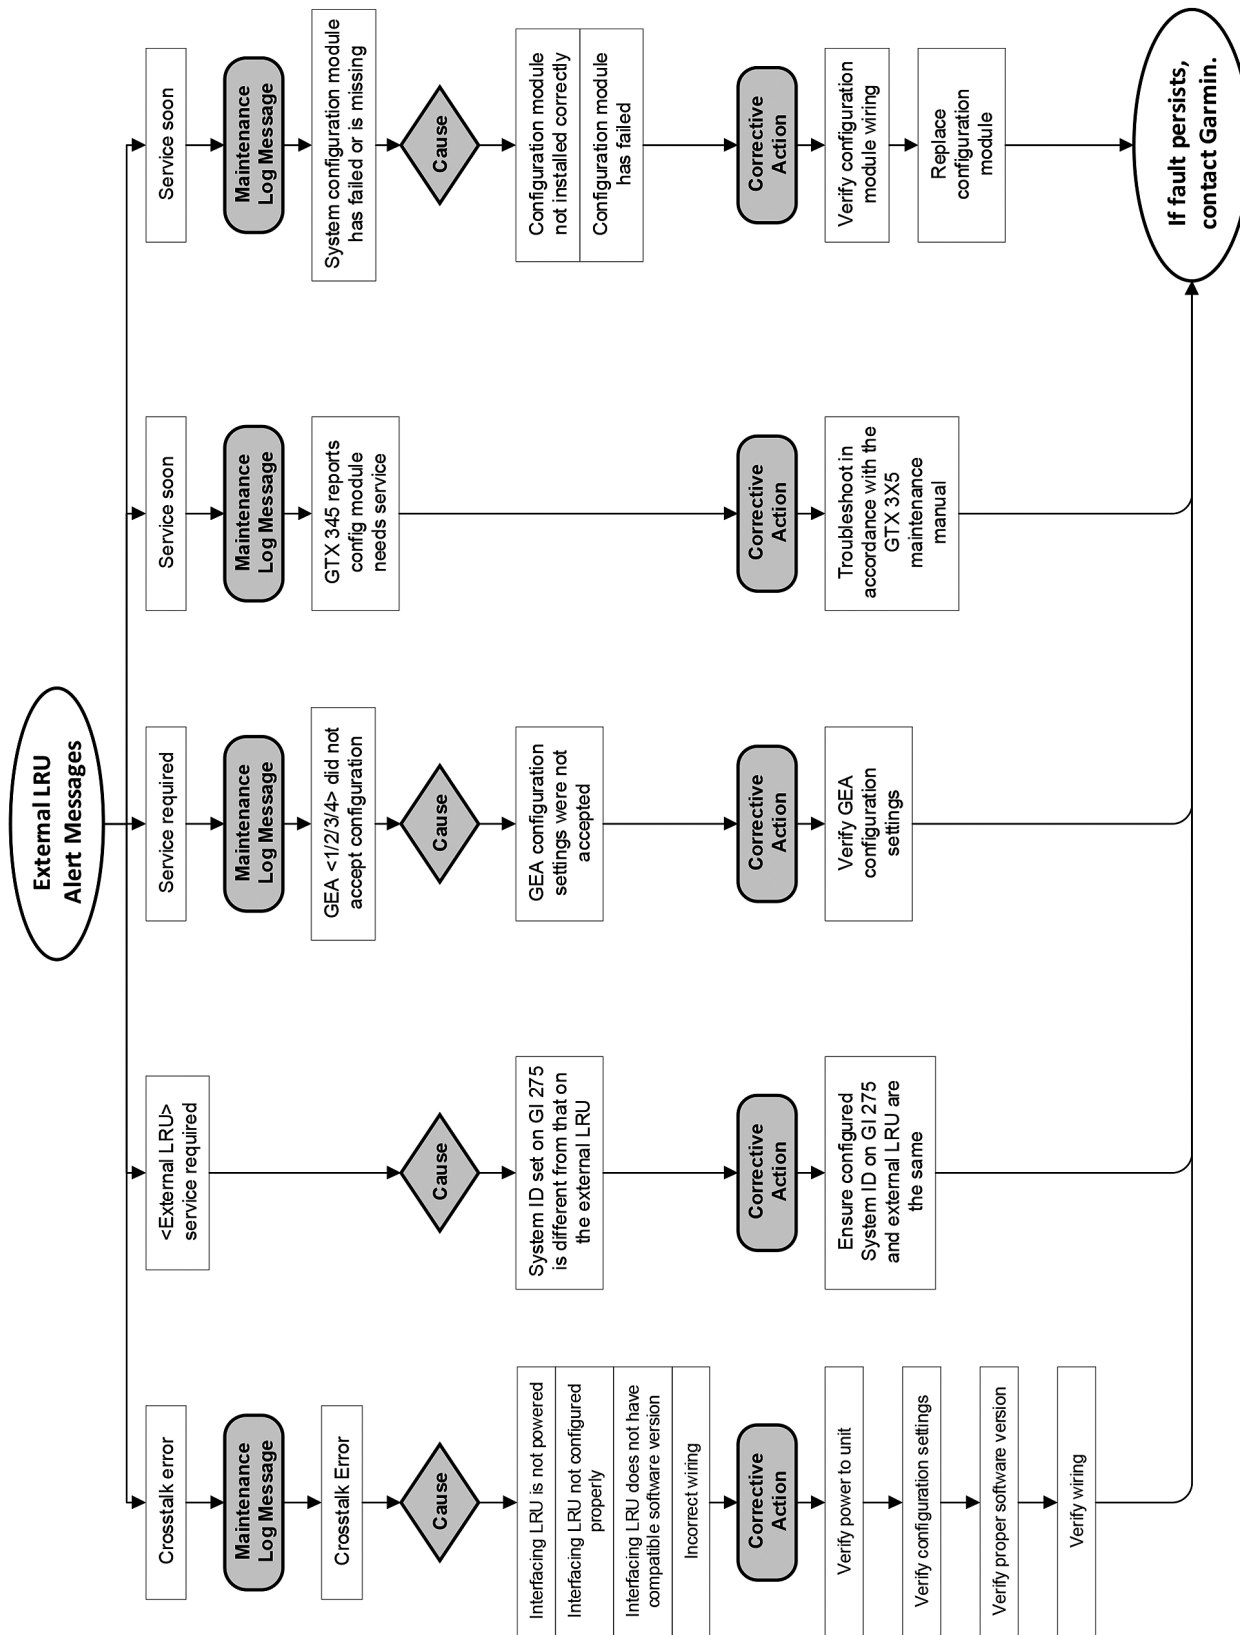 External LRU
Alert Messages
Crosstalk error
Maintenance
Log Message
Crosstalk Error
Cause
Interfacing LRU is not powered
Interfacing LRU not configured
properly
Interfacing LRU does not have
compatible software version
Incorrect wiring
Corrective
Action
Verify power to unit
Verify configuration settings
Verify proper software version
Verify wiring
<External LRU>
service required
Cause
System ID set on GI 275
is different from that on
the external LRU
Corrective
Action
Ensure configured
System ID on GI 275
and external LRU are
the same
Service required
Maintenance
Log Message
GEA <1/2/3/4> did not
accept configuration
Cause
GEA configuration
settings were not
accepted
Corrective
Action
Verify GEA
configuration
settings
Service soon
Maintenance
Log Message
GTX 345 reports
config module
needs service
Corrective
Action
Troubleshoot in
accordance with the
GTX 3X5
maintenance
manual
Service soon
Maintenance
Log Message
System configuration module
has failed or is missing
Cause
Configuration module
not installed correctly
Configuration module
has failed
Corrective
Action
Verify configuration
module wiring
Replace
configuration
module
If fault persists,
contact Garmin.